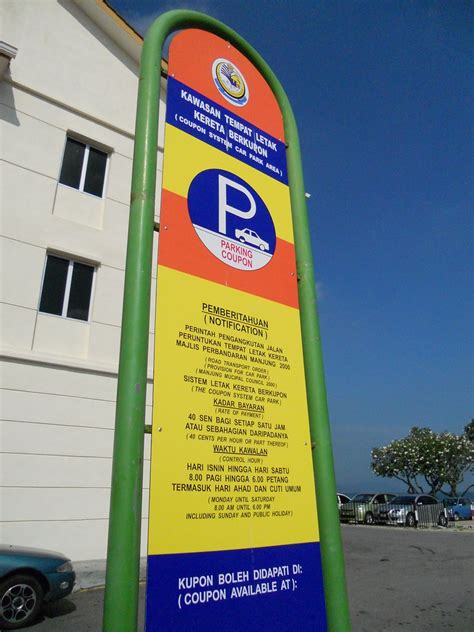 KAWASAN TEMPAT LETAK
KERETA BERKUPON
( COUPON SYSTEM CAR PARK AREA )
P
PARKING
COUPON
PEMBERITAHUAN
( NOTIFICATION )
PERINTAH PENGANGKUTAN JALAN
PERUNTUKAN TEMPAT LETAK KERETA
MAJLIS PERBANDARAN MANJUNG 2000
( ROAD TRANSPORT ORDER )
( PROVISION FOR CAR PARK )
( MANJUNG MUCIPAL COUNCIL 2000 )
SISTEM LETAK KERETA BERKUPON
( THE COUPON SYSTEM CAR PARK )
KADAR BAYARAN
( RATE OF PAYMENT )
40 SEN BAGI SETIAP SATU JAM
ATAU SEBAHAGIAN DARIPADANYA
( 40 CENTS PER HOUR OR PART THEREOF )
WAKTU KAWALAN
( CONTROL HOUR )
HARI ISNIN HINGGA HARI SABTU
8.00 PAGI HINGGA 6.00 PETANG
TERMASUK HARI AHAD DAN CUTI UMUM
( MONDAY UNTIL SATURDAY
8.00 AM UNTIL 6.00 PM
INCLUDING SUNDAY AND PUBLIC HOLIDAY )
KUPON BOLEH DIDAPATI DI:
( COUPON AVAILABLE AT ):